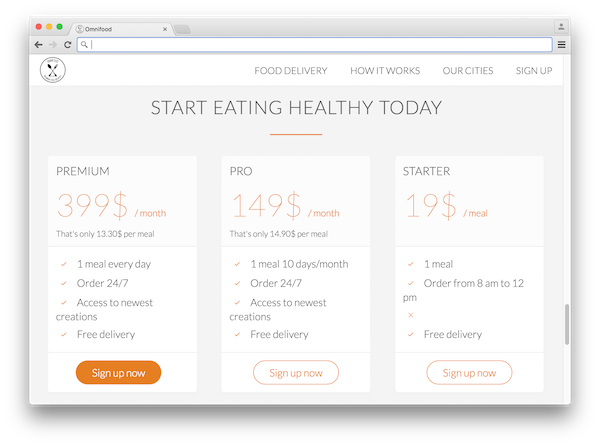 Omnifood
FOOD DELIVERY
HOW IT WORKS
OUR CITIES
SIGN UP
START EATING HEALTHY TODAY
PREMIUM
399$ / month
That's only 13.30$ per meal
1 meal every day
Order 24/7
Access to newest
creations
Free delivery
Sign up now
PRO
149$ / month
That's only 14.90$ per meal
1 meal 10 days/month
Order 24/7
Access to newest
creations
Free delivery
Sign up now
STARTER
19$ / meal
1 meal
Order from 8 am to 12
pm
Free delivery
Sign up now